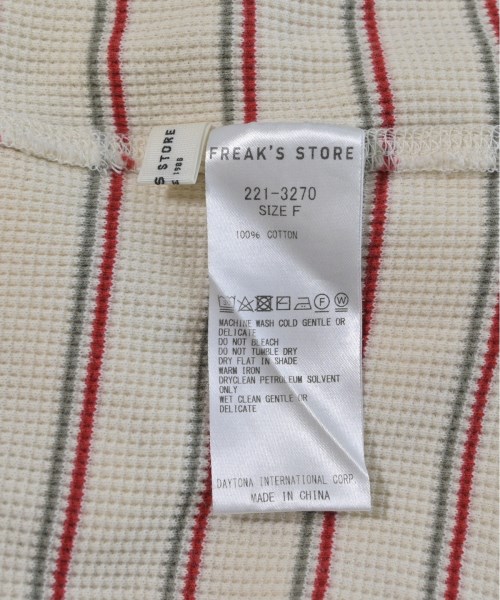 S STORE
S 1986
FREAK'S STORE
221-3270
SIZE F
100% COTTON
MACHINE WASH COLD GENTLE OR
DELICATE
DO NOT BLEACH
DO NOT TUMBLE DRY
DRY FLAT IN SHADE
WARM IRON
DRYCLEAN PETROLEUM SOLVENT
ONLY
WET CLEAN GENTLE OR
DELICATE
DAYTONA INTERNATIONAL CORP.
MADE IN CHINA